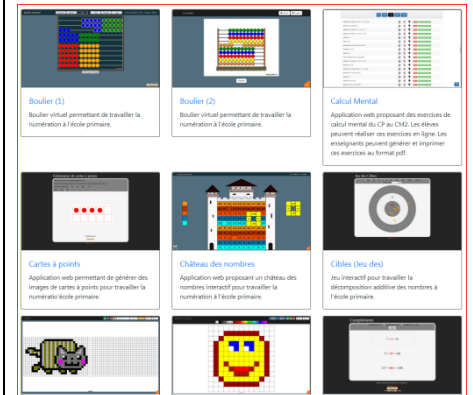 Boulier (1)
Boulier virtuel permettant de travailler la
numération à l'école primaire.
Boulier (2)
Boulier virtuel permettant de travailler la
numération à l'école primaire.
Calcul Mental
Application web proposant des exercices de
calcul mental du CP au CM2. Les élèves
peuvent réaliser ces exercices en ligne. Les
enseignants peuvent générer et imprimer
ces exercices au format pdf.
Cartes à points
Application web permettant de générer des
images de cartes à points pour travailler la
numératio'école primaire.
Château des nombres
Application web proposant un château des
nombres interactif pour travailler la
numération à l'école primaire.
Cibles (Jeu des)
Jeu interactif pour travailler la
décomposition additive des nombres à
l'école primaire.
Compléments